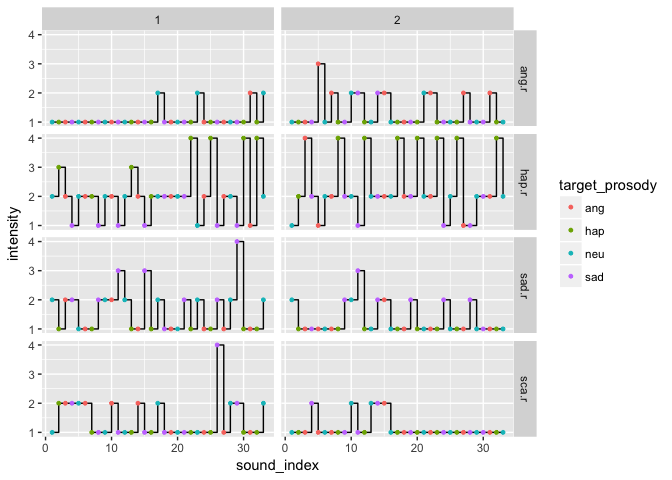 1 2
4
3
2
1
ang.r
4
3
2
1
hap.r
4
3
2
1
sad.r
4
3
2
1
sca.r
0 10 20 30 0 10 20 30
sound_index
intensity
target_prosody
ang
hap
neu
sad